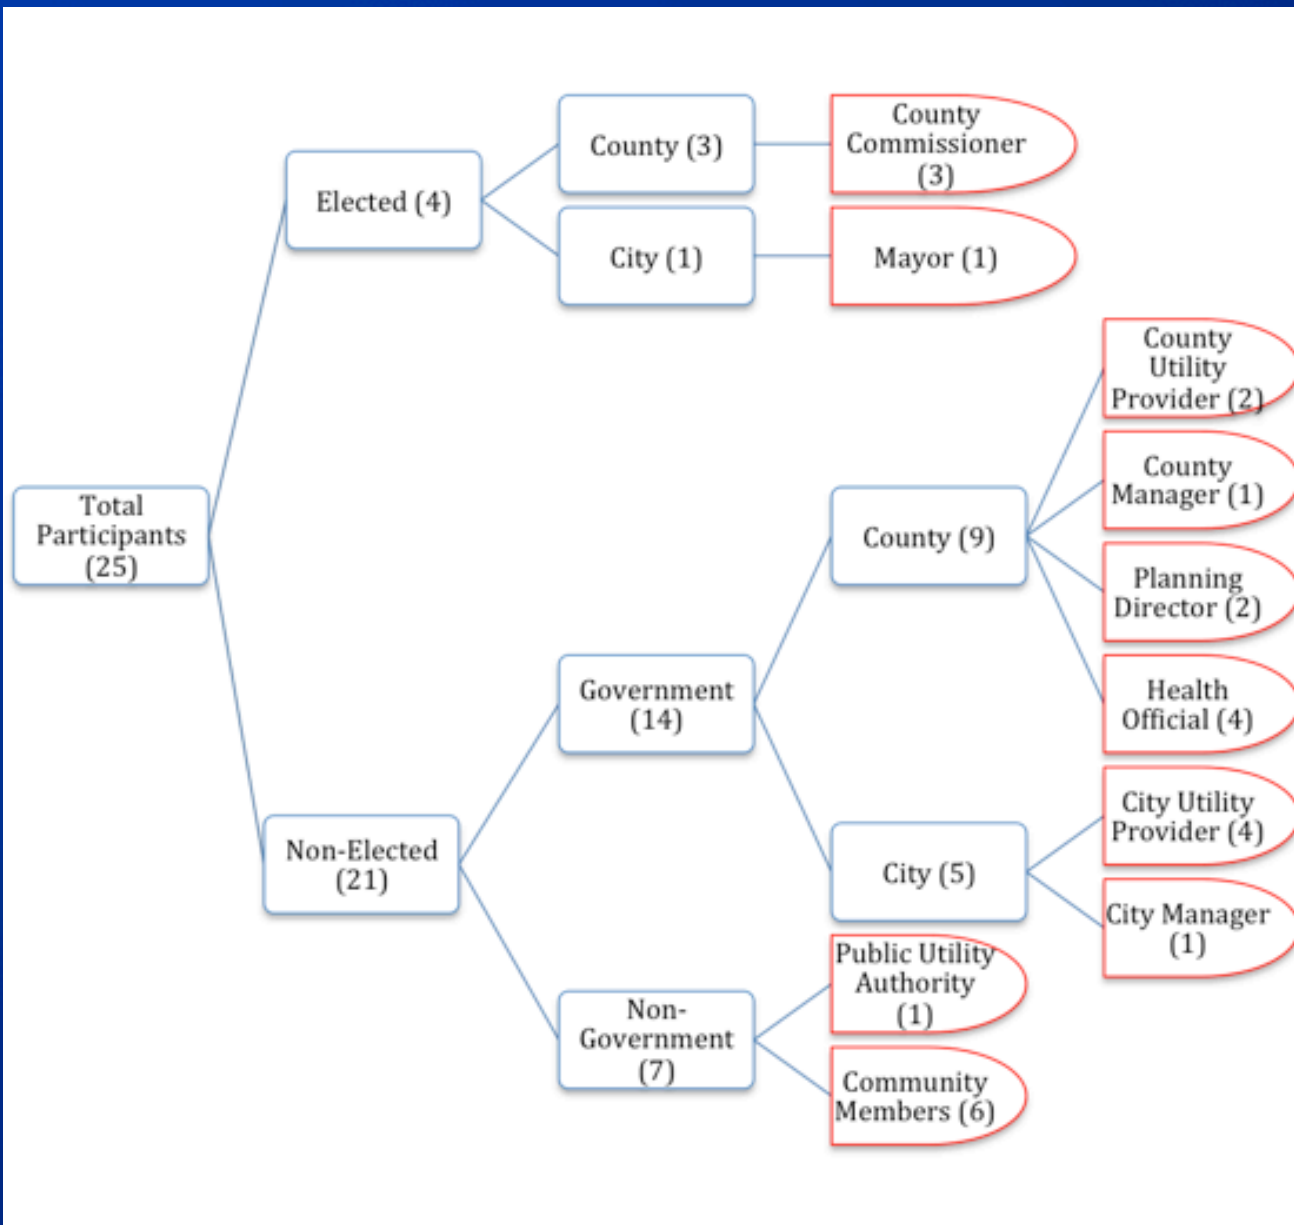 County
Commissioner
(3)
County (3)
Elected (4)
City (1)
Mayor (1)
County
Utility
Provider (2)
County
Manager (1)
Total
Participants
(25)
County (9)
Planning
Director (2)
Government
(14)
Health
Official (4)
City Utility
Provider (4)
Non-Elected
(21)
City (5)
City Manager
(1)
Public Utility
Authority
(1)
Non-
Government
(7)
Community
Members (6)